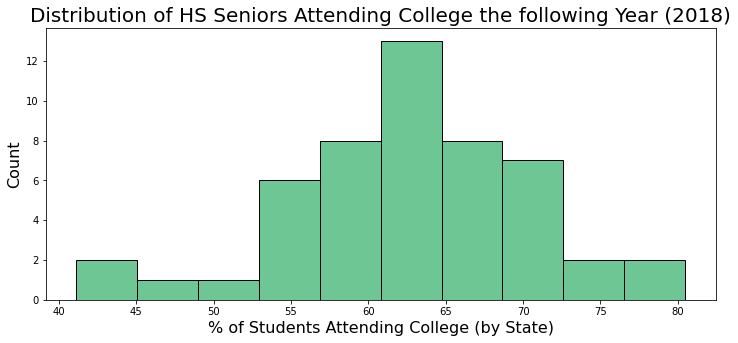 Distribution of HS Seniors Attending College the following Year (2018)
12
10
8
6
4
2
0
Count
40 45 50 55 60 65 70 75 80
% of Students Attending College (by State)